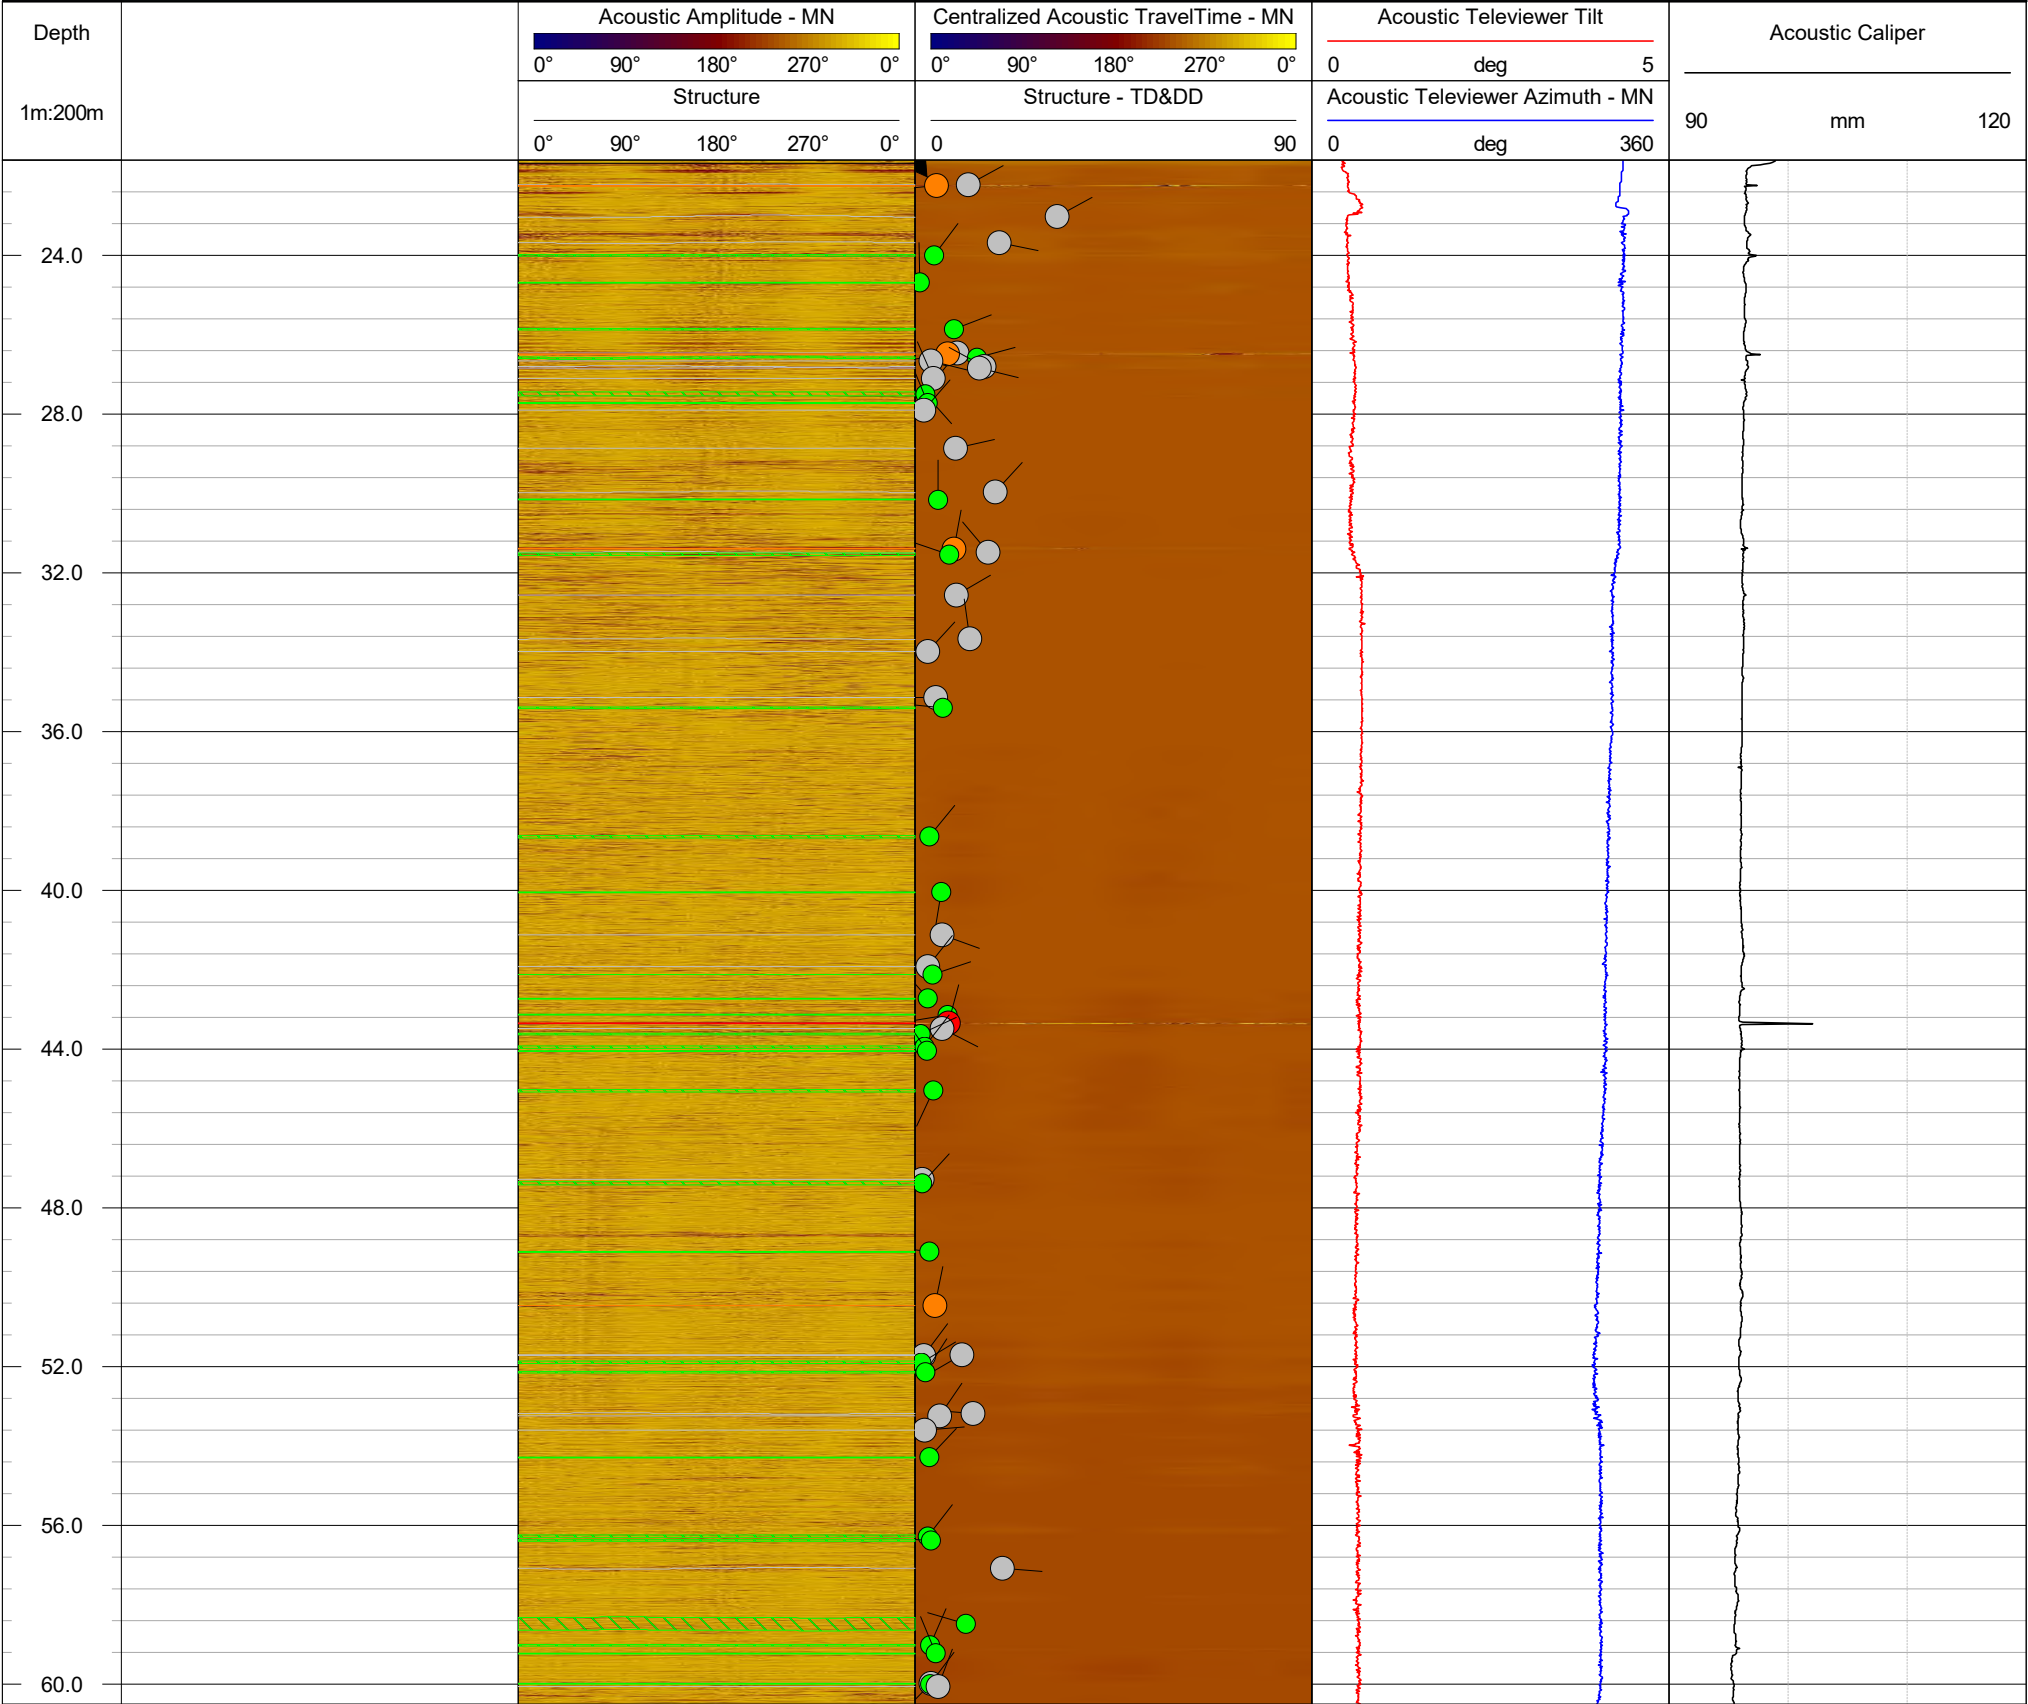 Depth
1m:200m
Acoustic Amplitude - MN
0° 90° 180° 270° 0°
Structure
0° 90° 180° 270° 0°
Centralized Acoustic TravelTime - MN
0° 90° 180° 270° 0°
Structure - TD&DD
0 90
Acoustic Televiewer Tilt
0 deg 5
Acoustic Televiewer Azimuth - MN
0 deg 360
Acoustic Caliper
90 mm 120
24.0
28.0
32.0
36.0
40.0
44.0
48.0
52.0
56.0
60.0